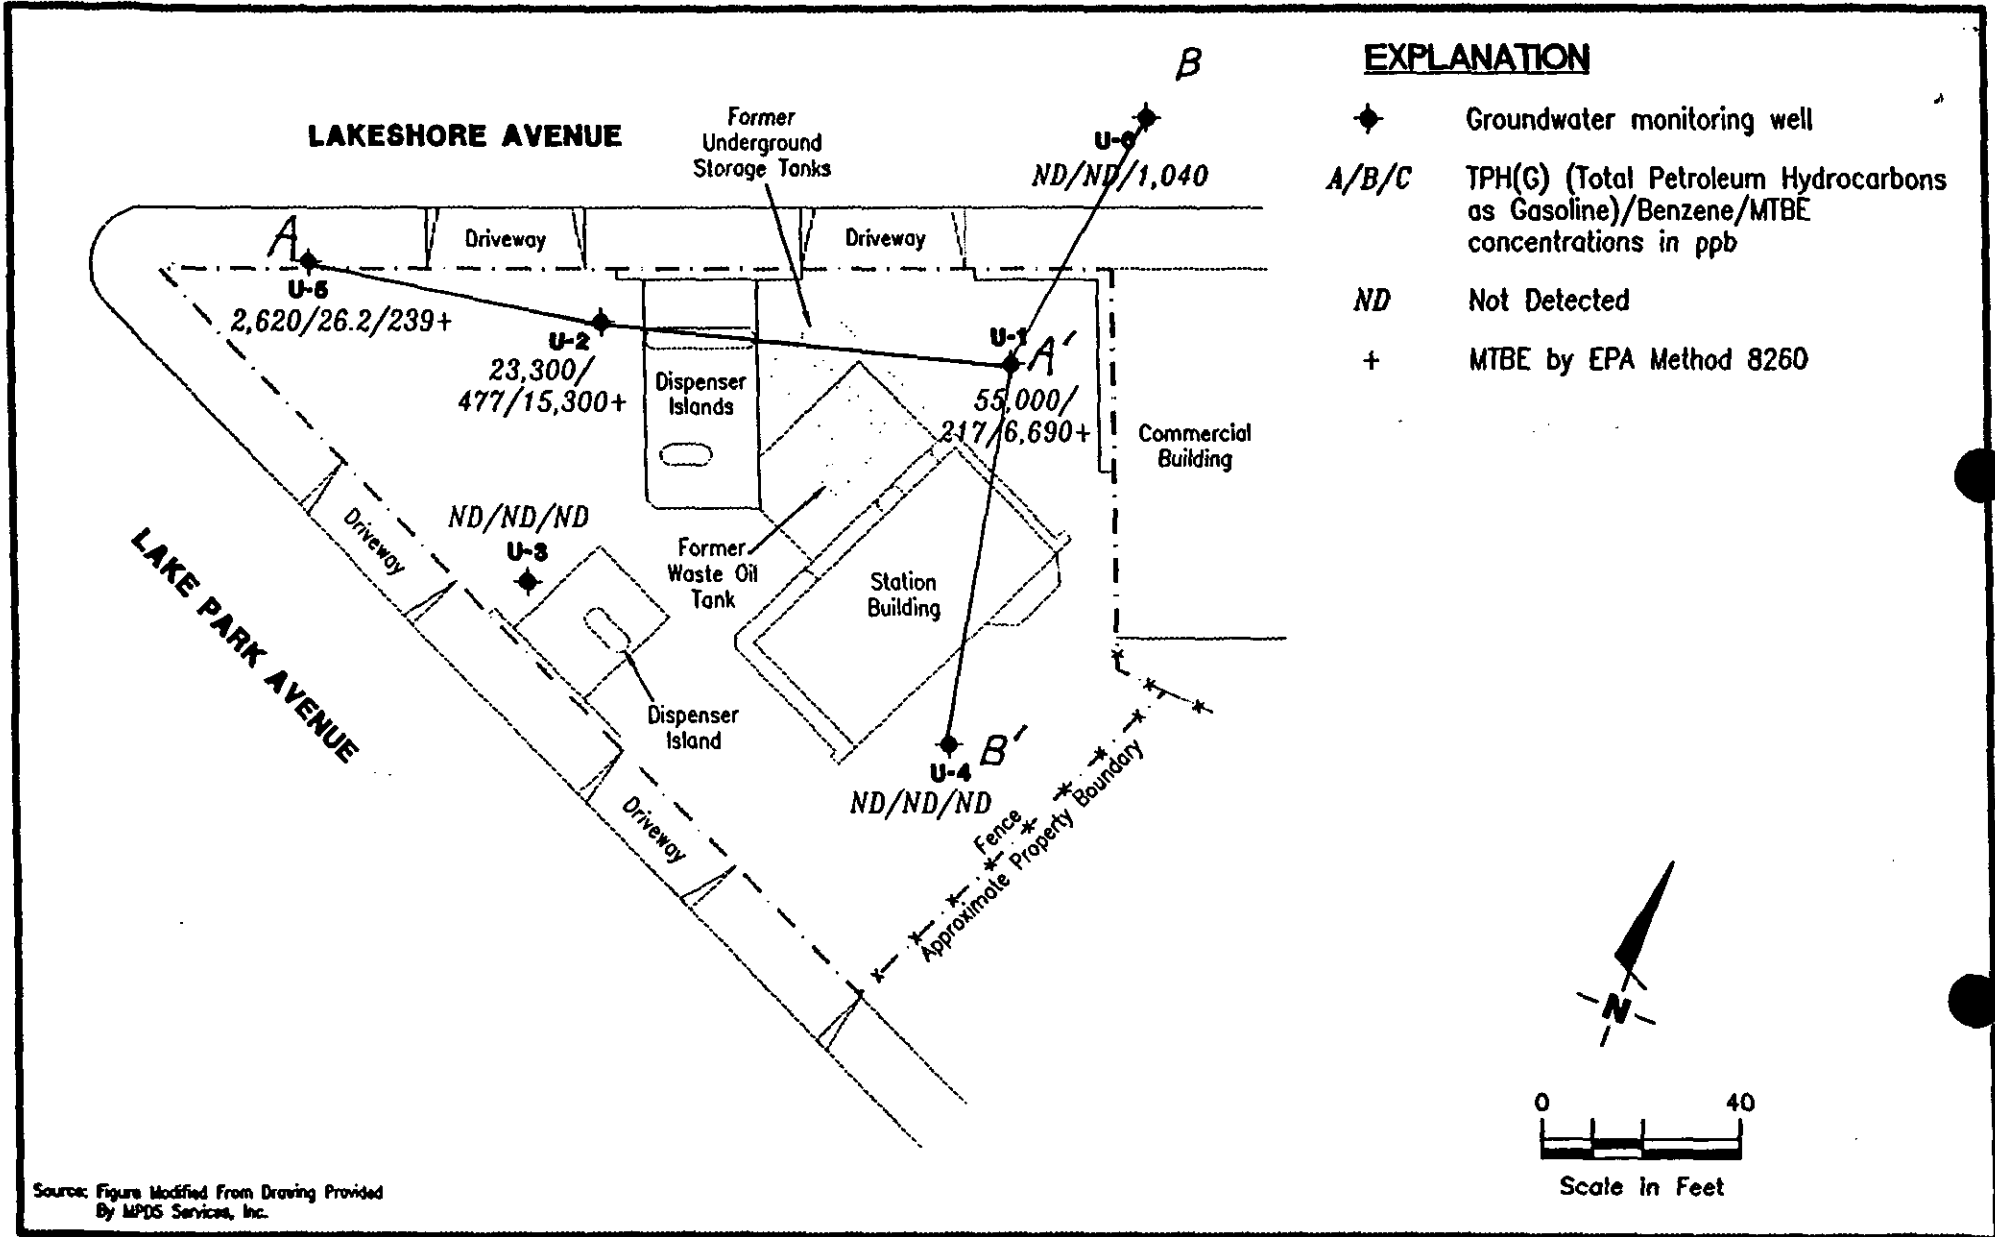 EXPLANATION
Groundwater monitoring well
A/B/C
TPH(G) (Total Petroleum Hydrocarbons
as Gasoline)/Benzene/MTBE
concentrations in ppb
ND
Not Detected
+
MTBE by EPA Method 8260
LAKESHORE AVENUE
Former
Underground
Storage Tanks
B
U-6
ND/ND/1,040
A
Driveway
Driveway
U-5
2,620/26.2/239+
U-2
23,300/
477/15,300+
U-1
A'
55,000/
217/6,690+
Dispenser
Islands
Commercial
Building
ND/ND/ND
U-3
Driveway
Former
Waste Oil
Tank
Station
Building
LAKE PARK AVENUE
Dispenser
Island
B'
U-4
ND/ND/ND
Driveway
Fence
Approximate Property Boundary
N
0
40
Scale in Feet
Source: Figure Modified From Drawing Provided
By MPDS Services, Inc.